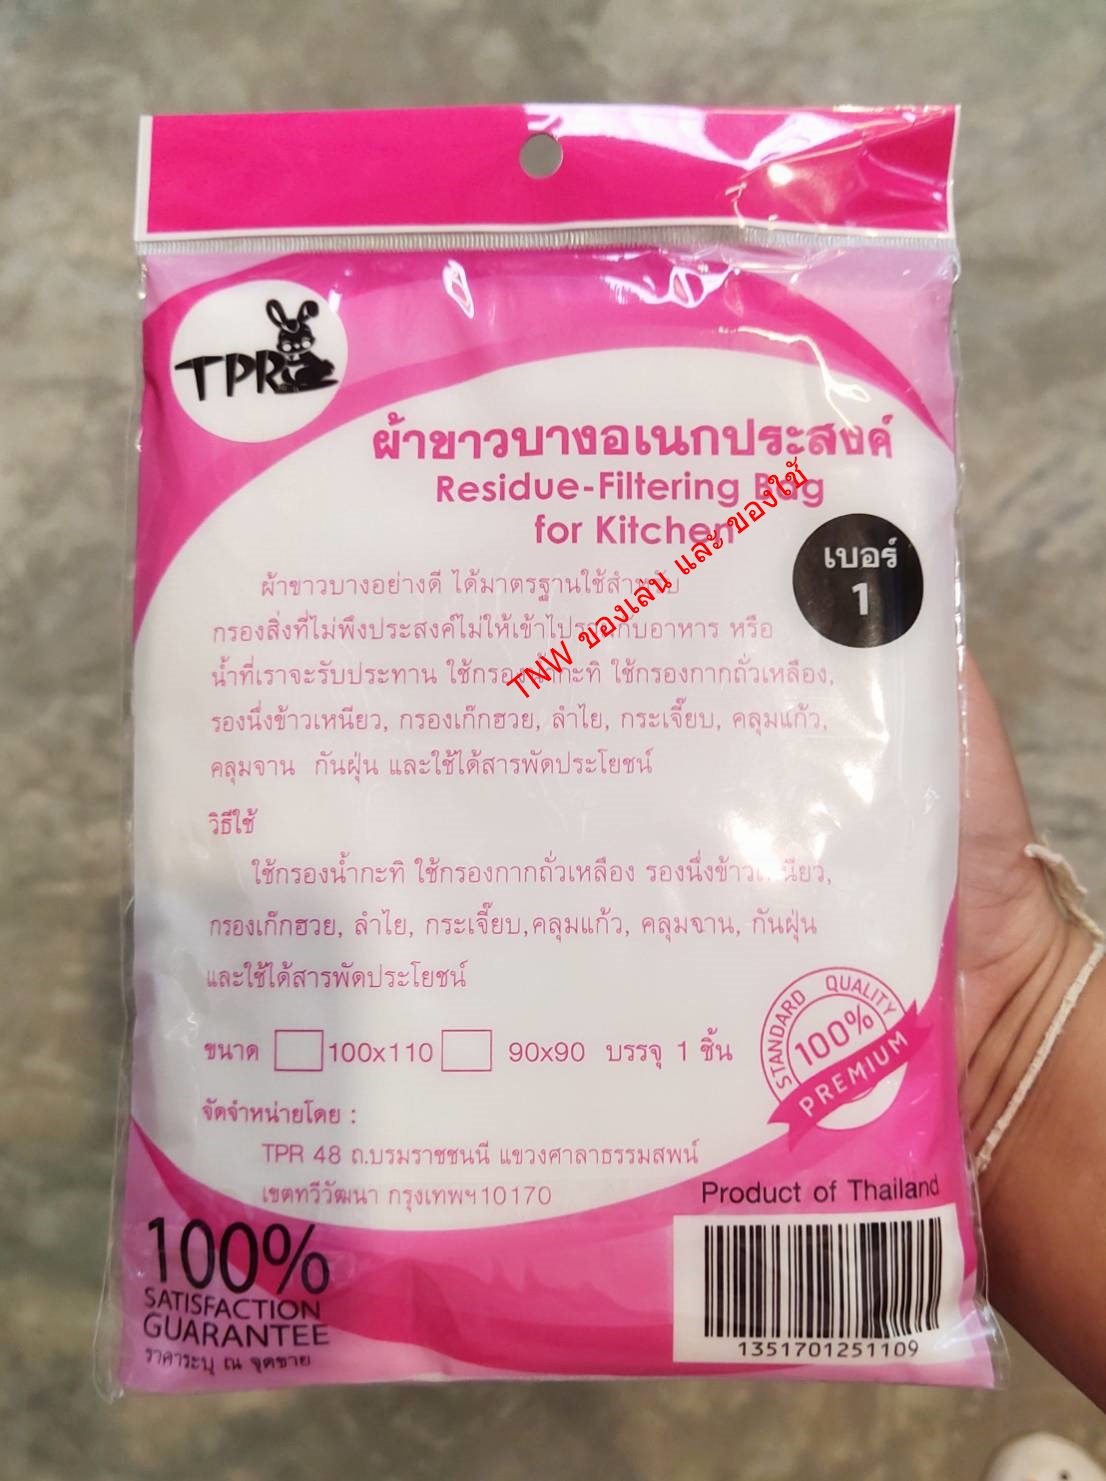 TPR
ผ้าขาวบางอเนกประสงค์
Residue-Filtering Bag
for Kitchen
เบอร์
1
ผ้าขาวบางอย่างดี ได้มาตรฐานใช้สำหรับ
กรองสิ่งที่ไม่พึงประสงค์ไม่ให้เข้าไปรวมกับอาหาร หรือ
น้ำที่เราจะรับประทาน ใช้กรองน้ำกะทิ ใช้กรองกากถั่วเหลือง,
รองนึ่งข้าวเหนียว, กรองเก๊กฮวย, ลำไย, กระเจี๊ยบ, คลุมแก้ว,
คลุมจาน กันฝุ่น และใช้ได้สารพัดประโยชน์
TNW ของเล่น และ ของใช้
วิธีใช้
ใช้กรองน้ำกะทิ ใช้กรองกากถั่วเหลือง รองนึ่งข้าวเหนียว,
กรองเก๊กฮวย, ลำไย, กระเจี๊ยบ,คลุมแก้ว, คลุมจาน, กันฝุ่น
และใช้ได้สารพัดประโยชน์
ขนาด 100x110 90x90 บรรจุ 1 ชิ้น
STANDARD QUALITY
100%
PREMIUM
จัดจำหน่ายโดย :
TPR 48 ถ.บรมราชชนนี แขวงศาลาธรรมสพน์
เขตทวีวัฒนา กรุงเทพฯ10170
Product of Thailand
100%
SATISFACTION
GUARANTEE
ราคาระบุ ณ จุดขาย
1351701251109